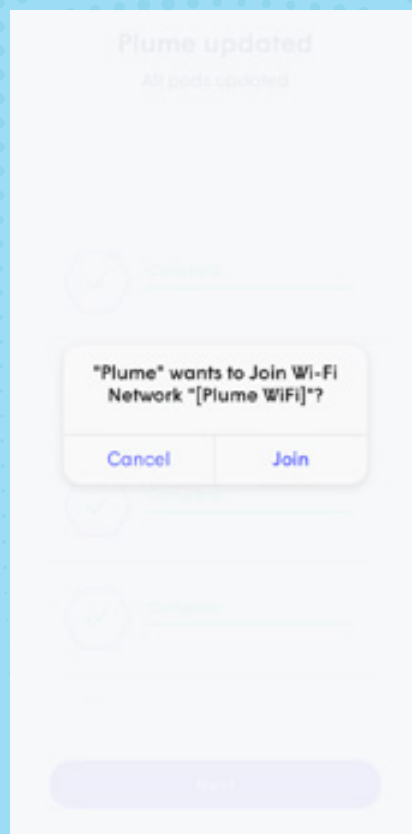 Plume updated
All pods updated
"Plume" wants to Join Wi-Fi
Network "[Plume WiFi]"?
Cancel
Join